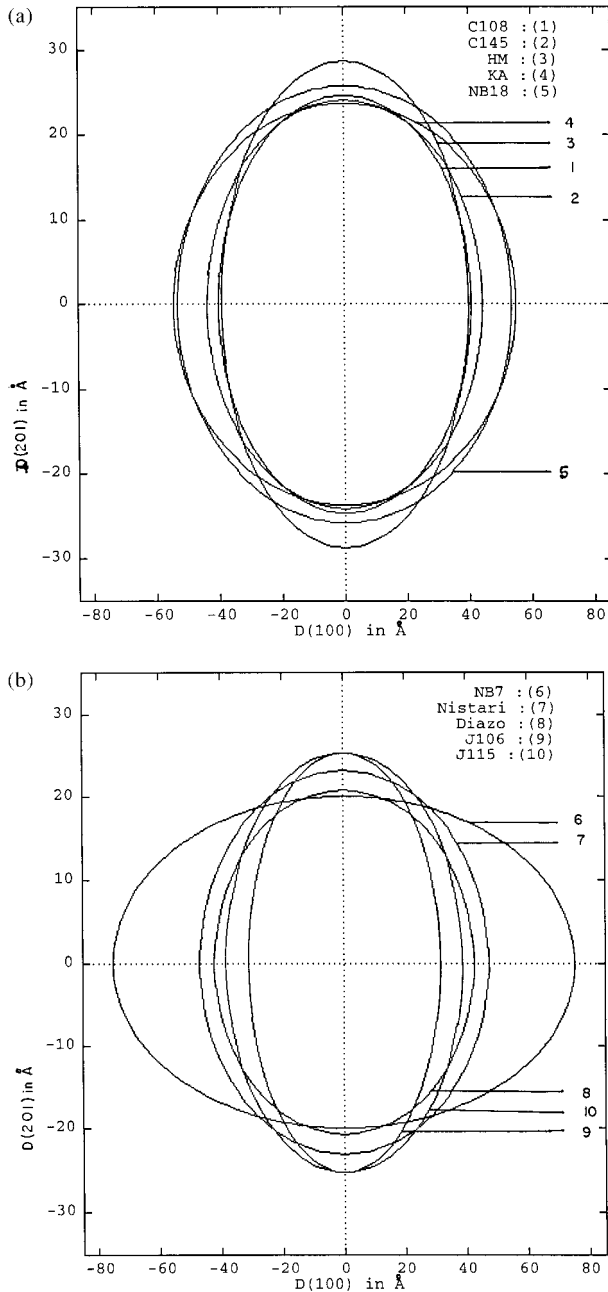 (a)
C108 :(1)
C145 :(2)
HM :(3)
KA :(4)
NB18 :(5)
30
20
10
0
-10
-20
-30
4
3
1
2
5
D(201) in Å
-80 -60 -40 -20 0 20 40 60 80
D(100) in Å
(b)
NB7 :(6)
Nistari :(7)
Diazo :(8)
J106 :(9)
J115 :(10)
30
20
10
0
-10
-20
-30
6
7
8
10
9
D(201) in Å
-80 -60 -40 -20 0 20 40 60 80
D(100) in Å